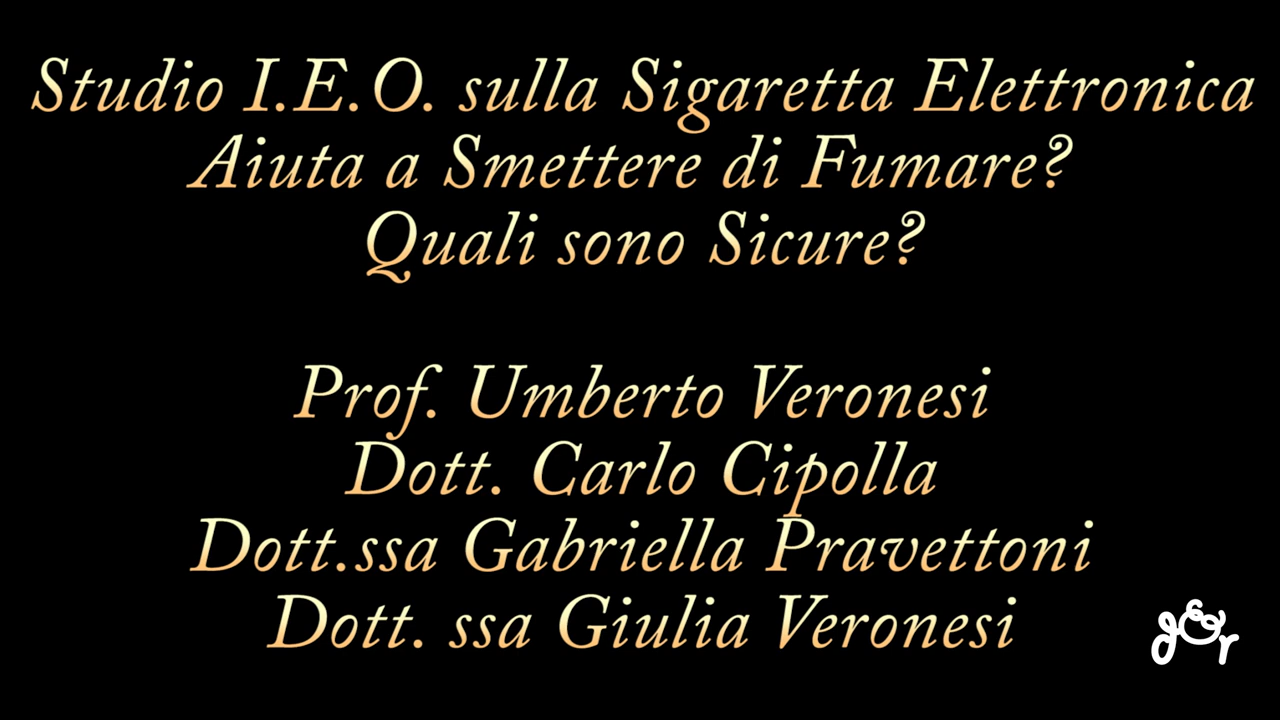 Studio I.E.O. sulla Sigaretta Elettronica
Aiuta a Smettere di Fumare?
Quali sono Sicure?
Prof. Umberto Veronesi
Dott. Carlo Cipolla
Dott.ssa Gabriella Pravettoni
Dott. ssa Giulia Veronesi
g&r